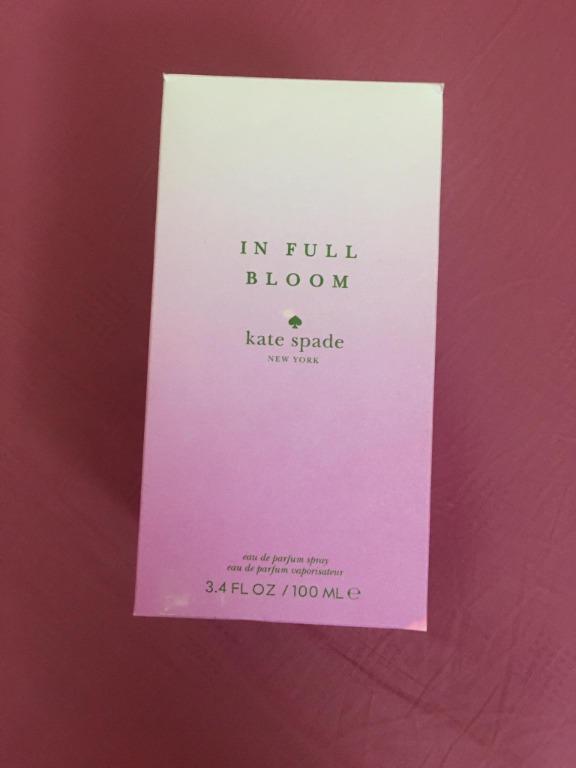 IN FULL
BLOOM
kate spade
NEW YORK
eau de parfum spray
eau de parfum vaporisateur
3.4 FL OZ / 100 ML ℮